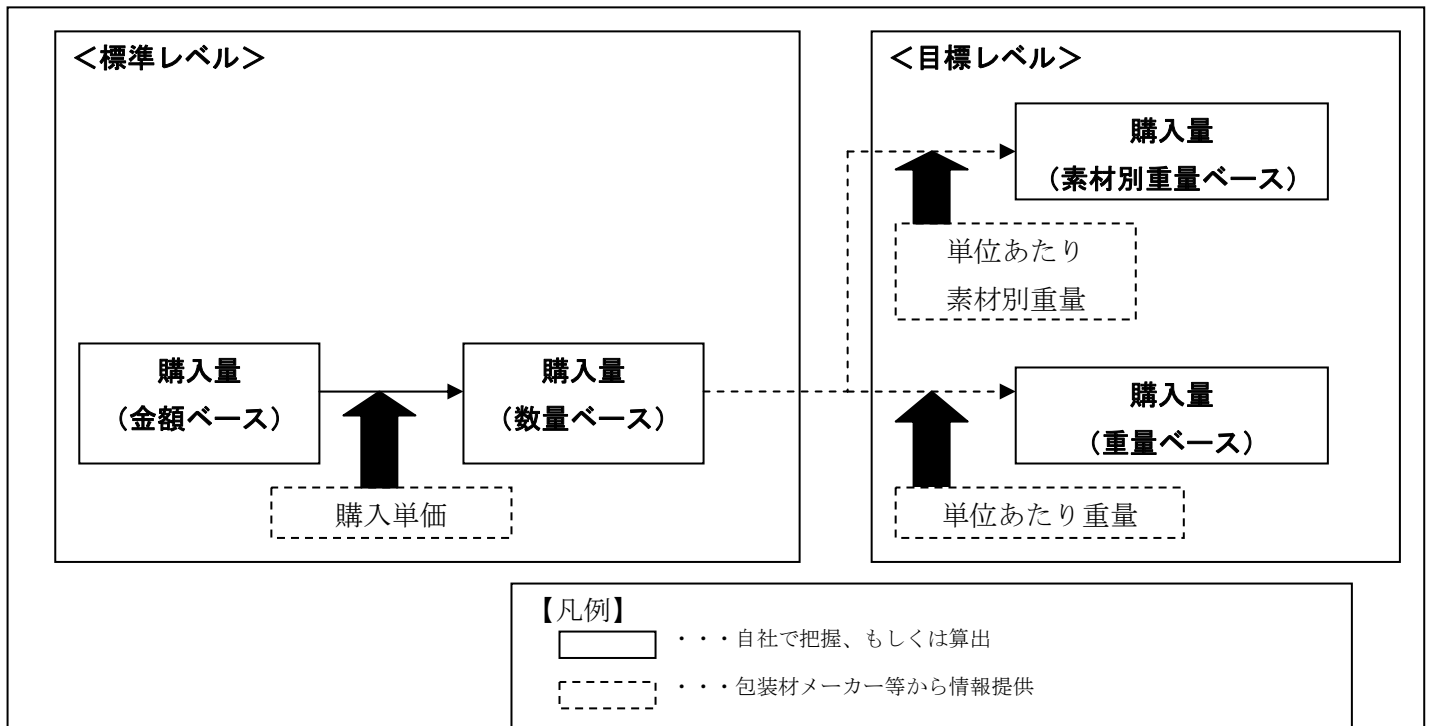 ＜標準レベル＞
＜目標レベル＞
購入量
（素材別重量ベース）
単位あたり
素材別重量
購入量
（金額ベース）
購入量
（数量ベース）
購入量
（重量ベース）
購入単価
単位あたり重量
【凡例】
・・・自社で把握、もしくは算出
・・・包装材メーカー等から情報提供